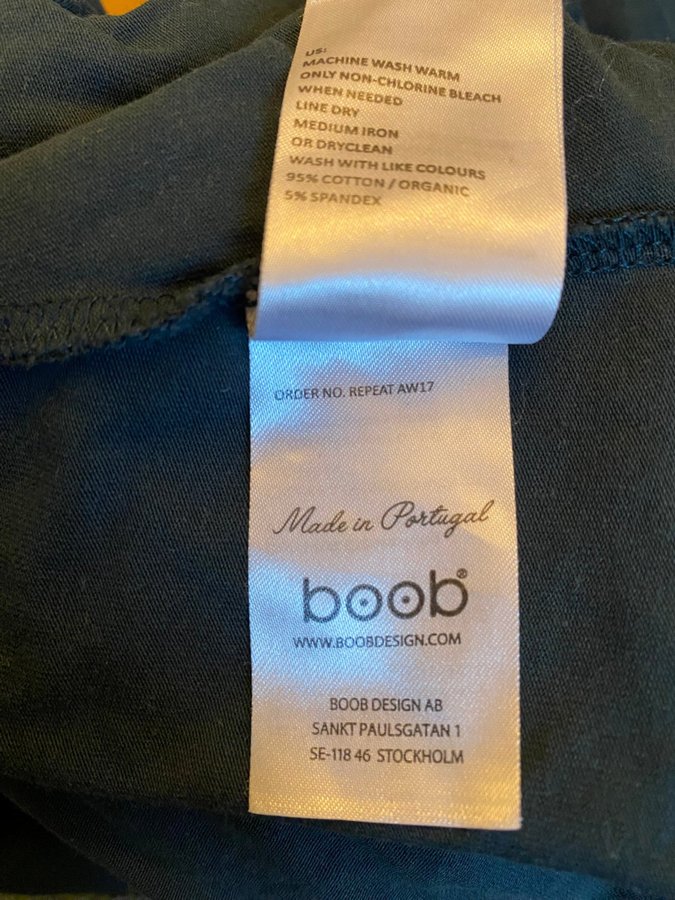 US:
MACHINE WASH WARM
ONLY NON-CHLORINE BLEACH
WHEN NEEDED
LINE DRY
MEDIUM IRON
OR DRYCLEAN
WASH WITH LIKE COLOURS
95% COTTON / ORGANIC
5% SPANDEX
ORDER NO. REPEAT AW17
Made in Portugal
boob®
WWW.BOOBDESIGN.COM
BOOB DESIGN AB
SANKT PAULSGATAN 1
SE-118 46 STOCKHOLM